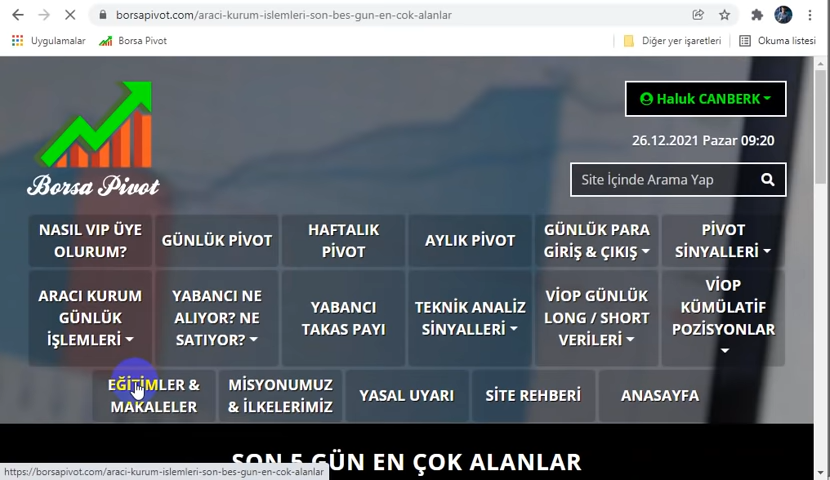 borsapivot.com/araci-kurum-islemleri-son-bes-gun-en-cok-alanlar
Uygulamalar
Borsa Pivot
Diğer yer işaretleri
Okuma listesi
Borsa Pivot
Haluk CANBERK
26.12.2021 Pazar 09:20
Site İçinde Arama Yap
NASIL VIP ÜYE
OLURUM?
GÜNLÜK PİVOT
HAFTALIK
PİVOT
AYLIK PİVOT
GÜNLÜK PARA
GİRİŞ & ÇIKIŞ
PİVOT
SİNYALLERİ
ARACI KURUM
GÜNLÜK
İŞLEMLERİ
YABANCI NE
ALIYOR? NE
SATIYOR?
YABANCI
TAKAS PAYI
TEKNİK ANALİZ
SİNYALLERİ
VİOP GÜNLÜK
LONG / SHORT
VERİLERİ
VİOP
KÜMÜLATİF
POZİSYONLAR
EĞİTİMLER &
MAKALELER
MİSYONUMUZ
& İLKELERİMİZ
YASAL UYARI
SİTE REHBERİ
ANASAYFA
SON 5 GÜN EN ÇOK ALANLAR
https://borsapivot.com/araci-kurum-islemleri-son-bes-gun-en-cok-alanlar